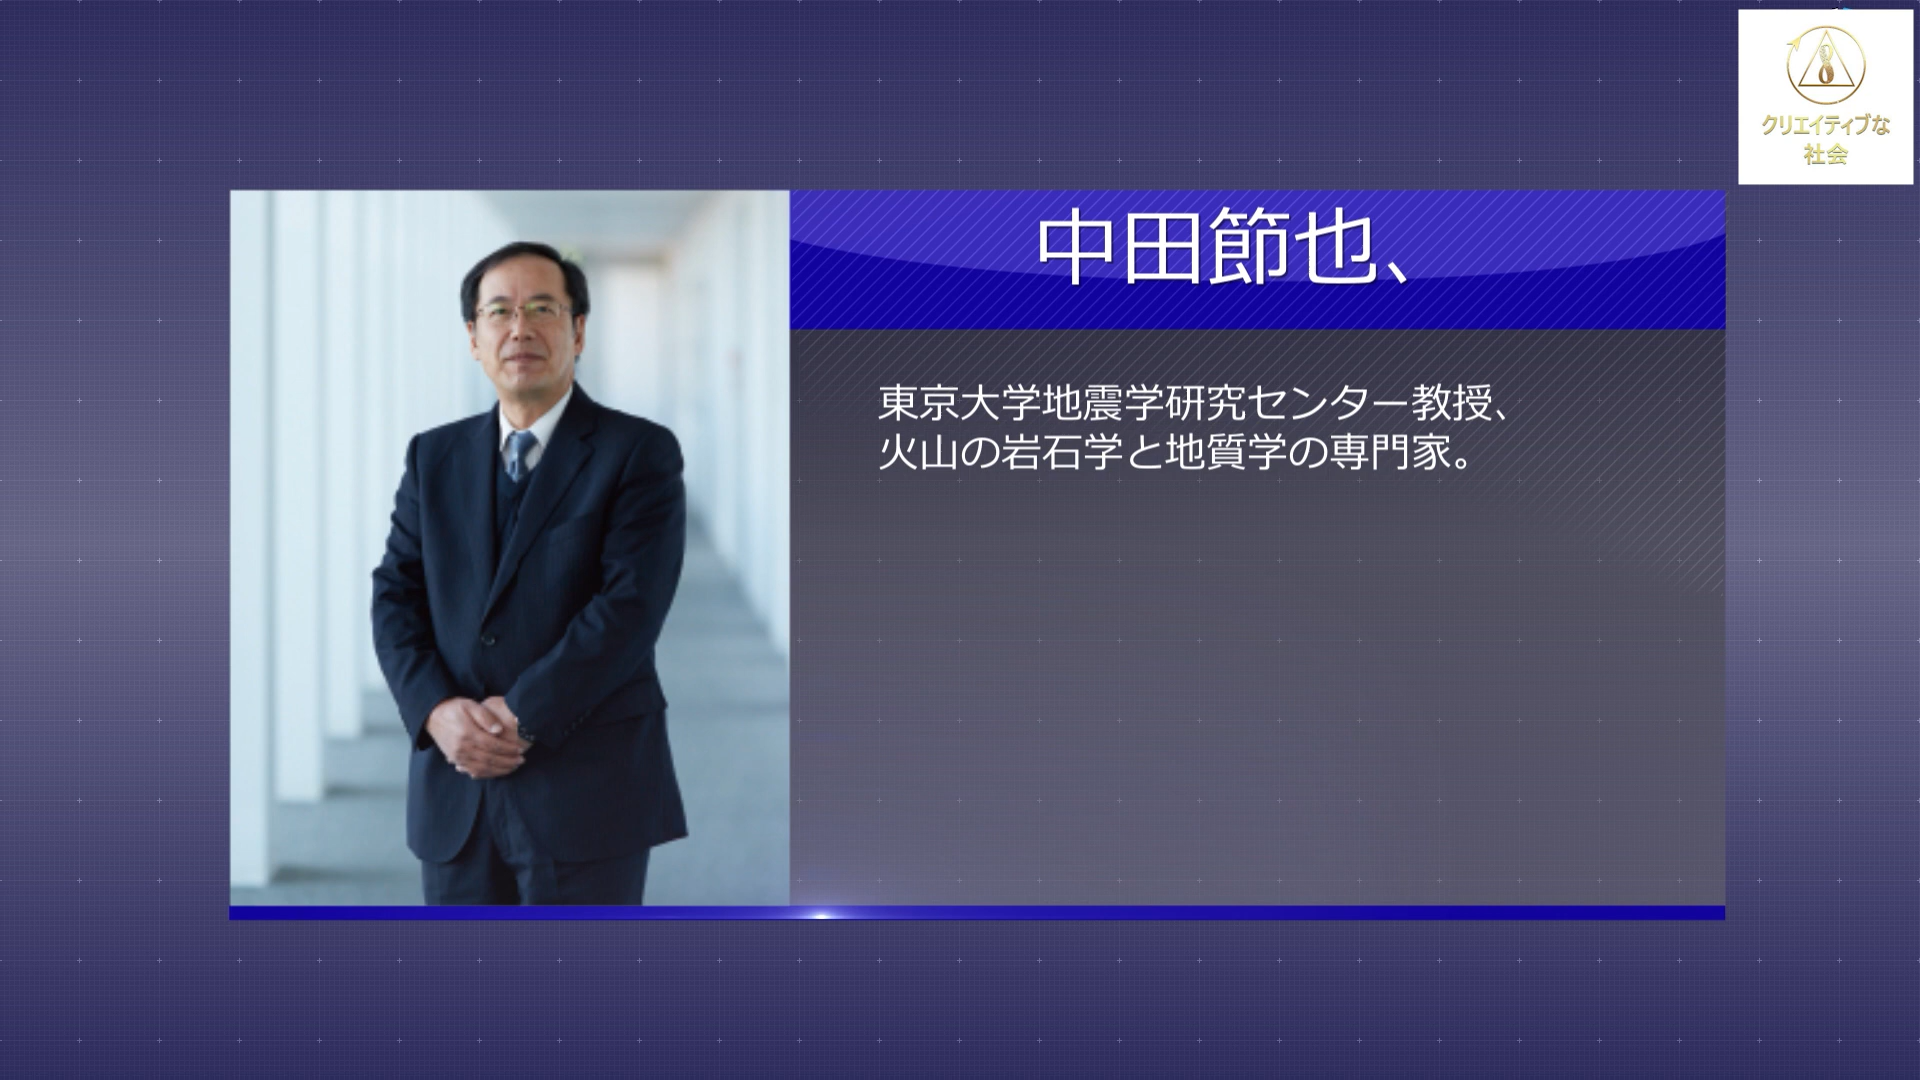 クリエイティブな
社会
中田節也、
東京大学地震学研究センター教授、
火山の岩石学と地質学の専門家。